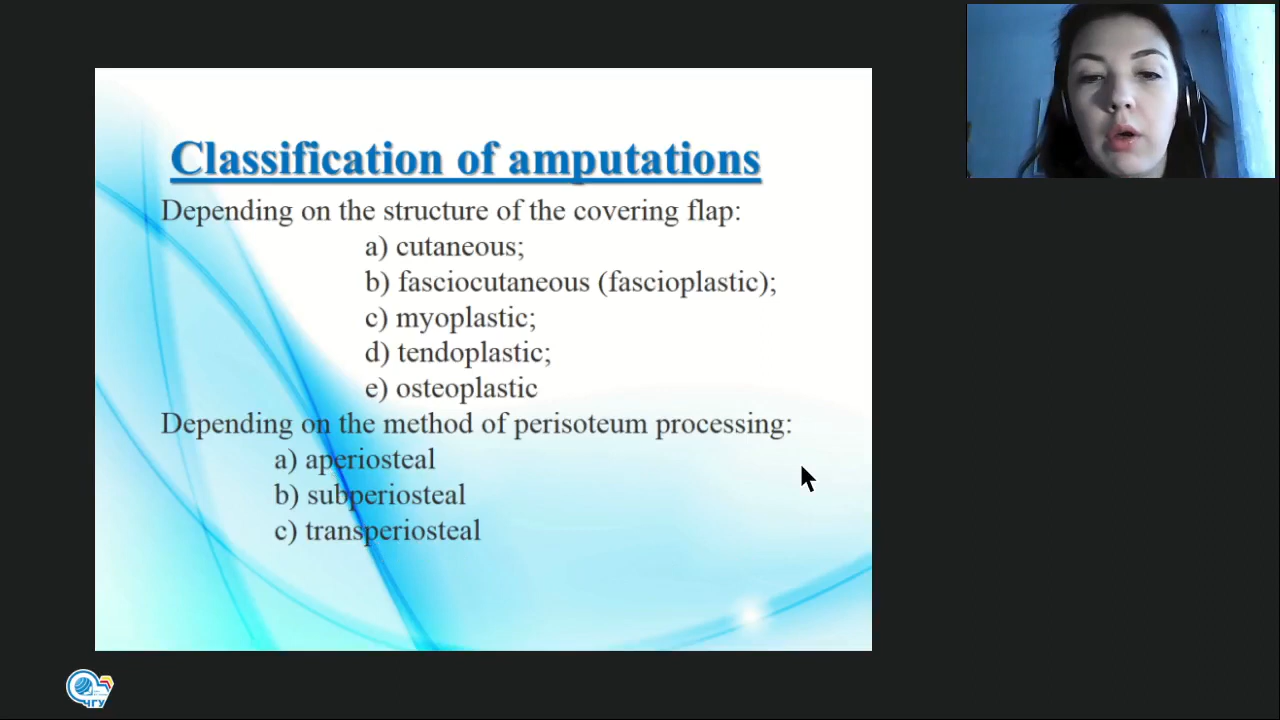 Classification of amputations
Depending on the structure of the covering flap:
a) cutaneous;
b) fasciocutaneous (fascioplastic);
c) myoplastic;
d) tendoplastic;
e) osteoplastic
Depending on the method of perisoteum processing:
a) aperiosteal
b) subperiosteal
c) transperiosteal
ЧГУ